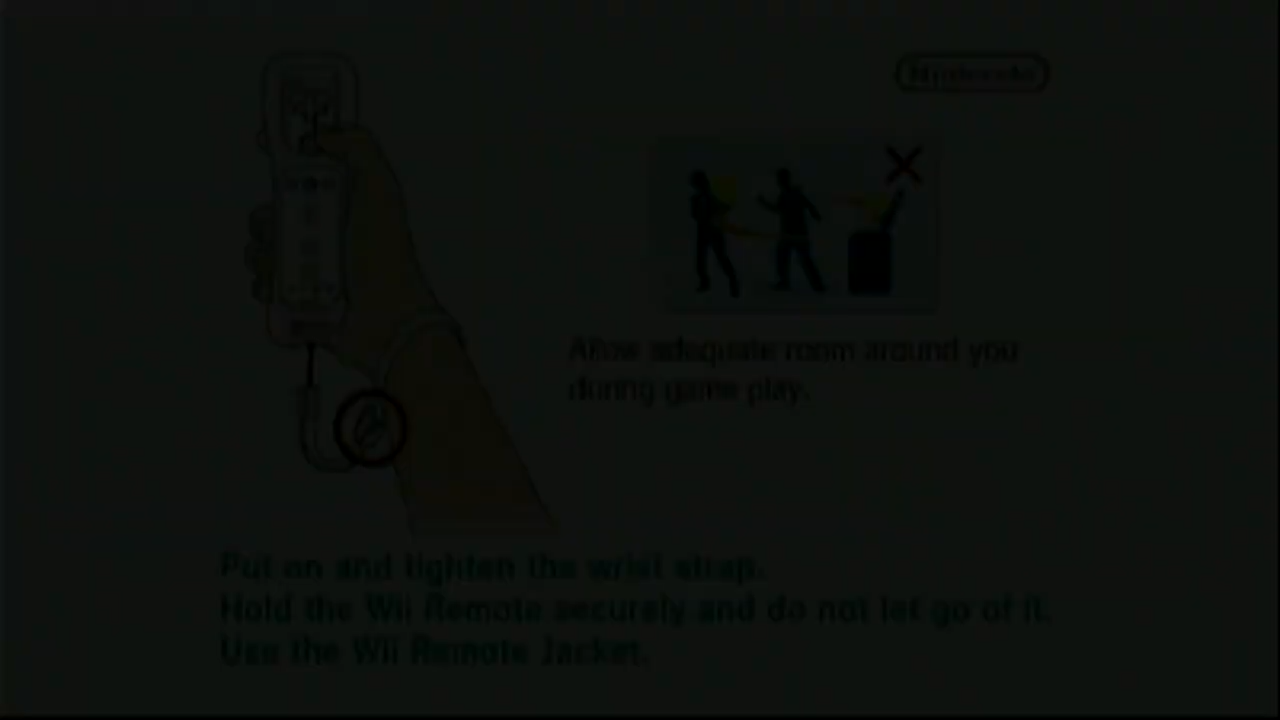 Nintendo
Allow adequate room around you
during game play.
Put on and tighten the wrist strap.
Hold the Wii Remote securely and do not let go of it.
Use the Wii Remote Jacket.